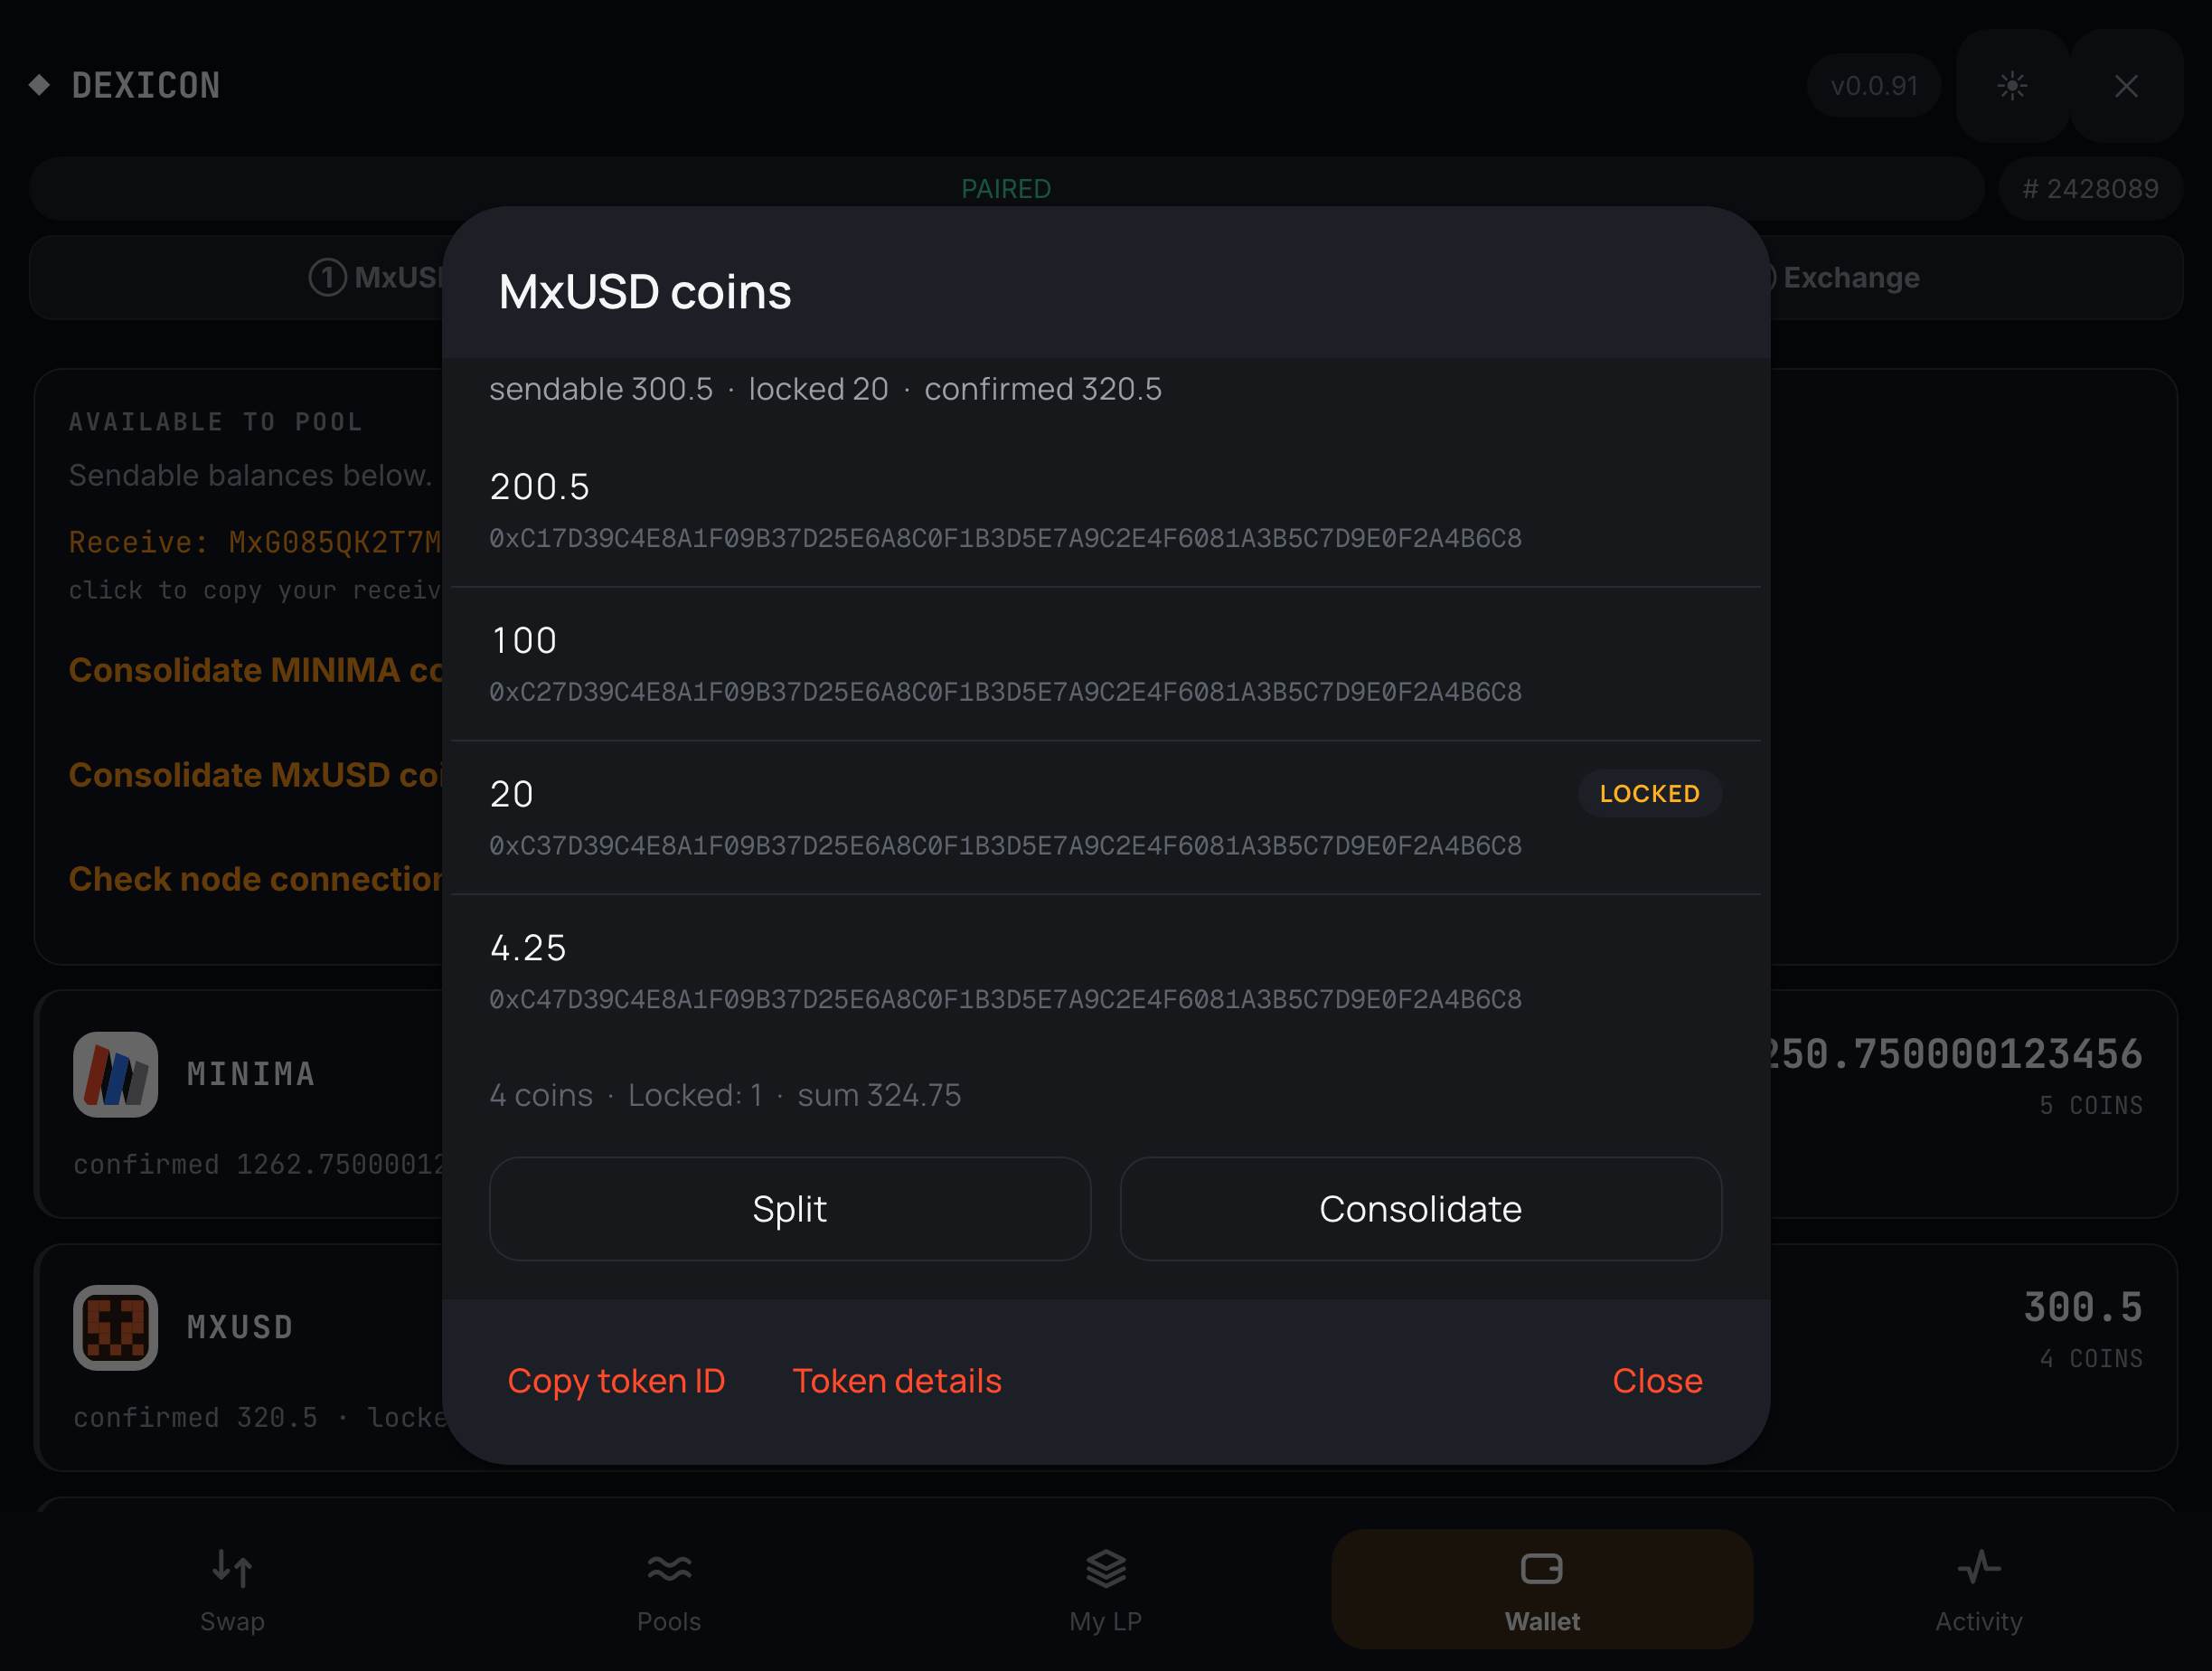 DEXICON
v0.0.91
PAIRED
# 2428089
1 MxUSD
Exchange
MxUSD coins
sendable 300.5 · locked 20 · confirmed 320.5
AVAILABLE TO POOL
Sendable balances below.
Receive: MxG085QK2T7M
click to copy your receiv
Consolidate MINIMA co
Consolidate MxUSD coi
Check node connection
200.5
0xC17D39C4E8A1F09B37D25E6A8C0F1B3D5E7A9C2E4F6081A3B5C7D9E0F2A4B6C8
100
0xC27D39C4E8A1F09B37D25E6A8C0F1B3D5E7A9C2E4F6081A3B5C7D9E0F2A4B6C8
20
LOCKED
0xC37D39C4E8A1F09B37D25E6A8C0F1B3D5E7A9C2E4F6081A3B5C7D9E0F2A4B6C8
4.25
0xC47D39C4E8A1F09B37D25E6A8C0F1B3D5E7A9C2E4F6081A3B5C7D9E0F2A4B6C8
4 coins · Locked: 1 · sum 324.75
Split
Consolidate
Copy token ID
Token details
Close
MINIMA
250.750000123456
5 COINS
confirmed 1262.75000012
MXUSD
300.5
4 COINS
confirmed 320.5 · locke
Swap
Pools
My LP
Wallet
Activity